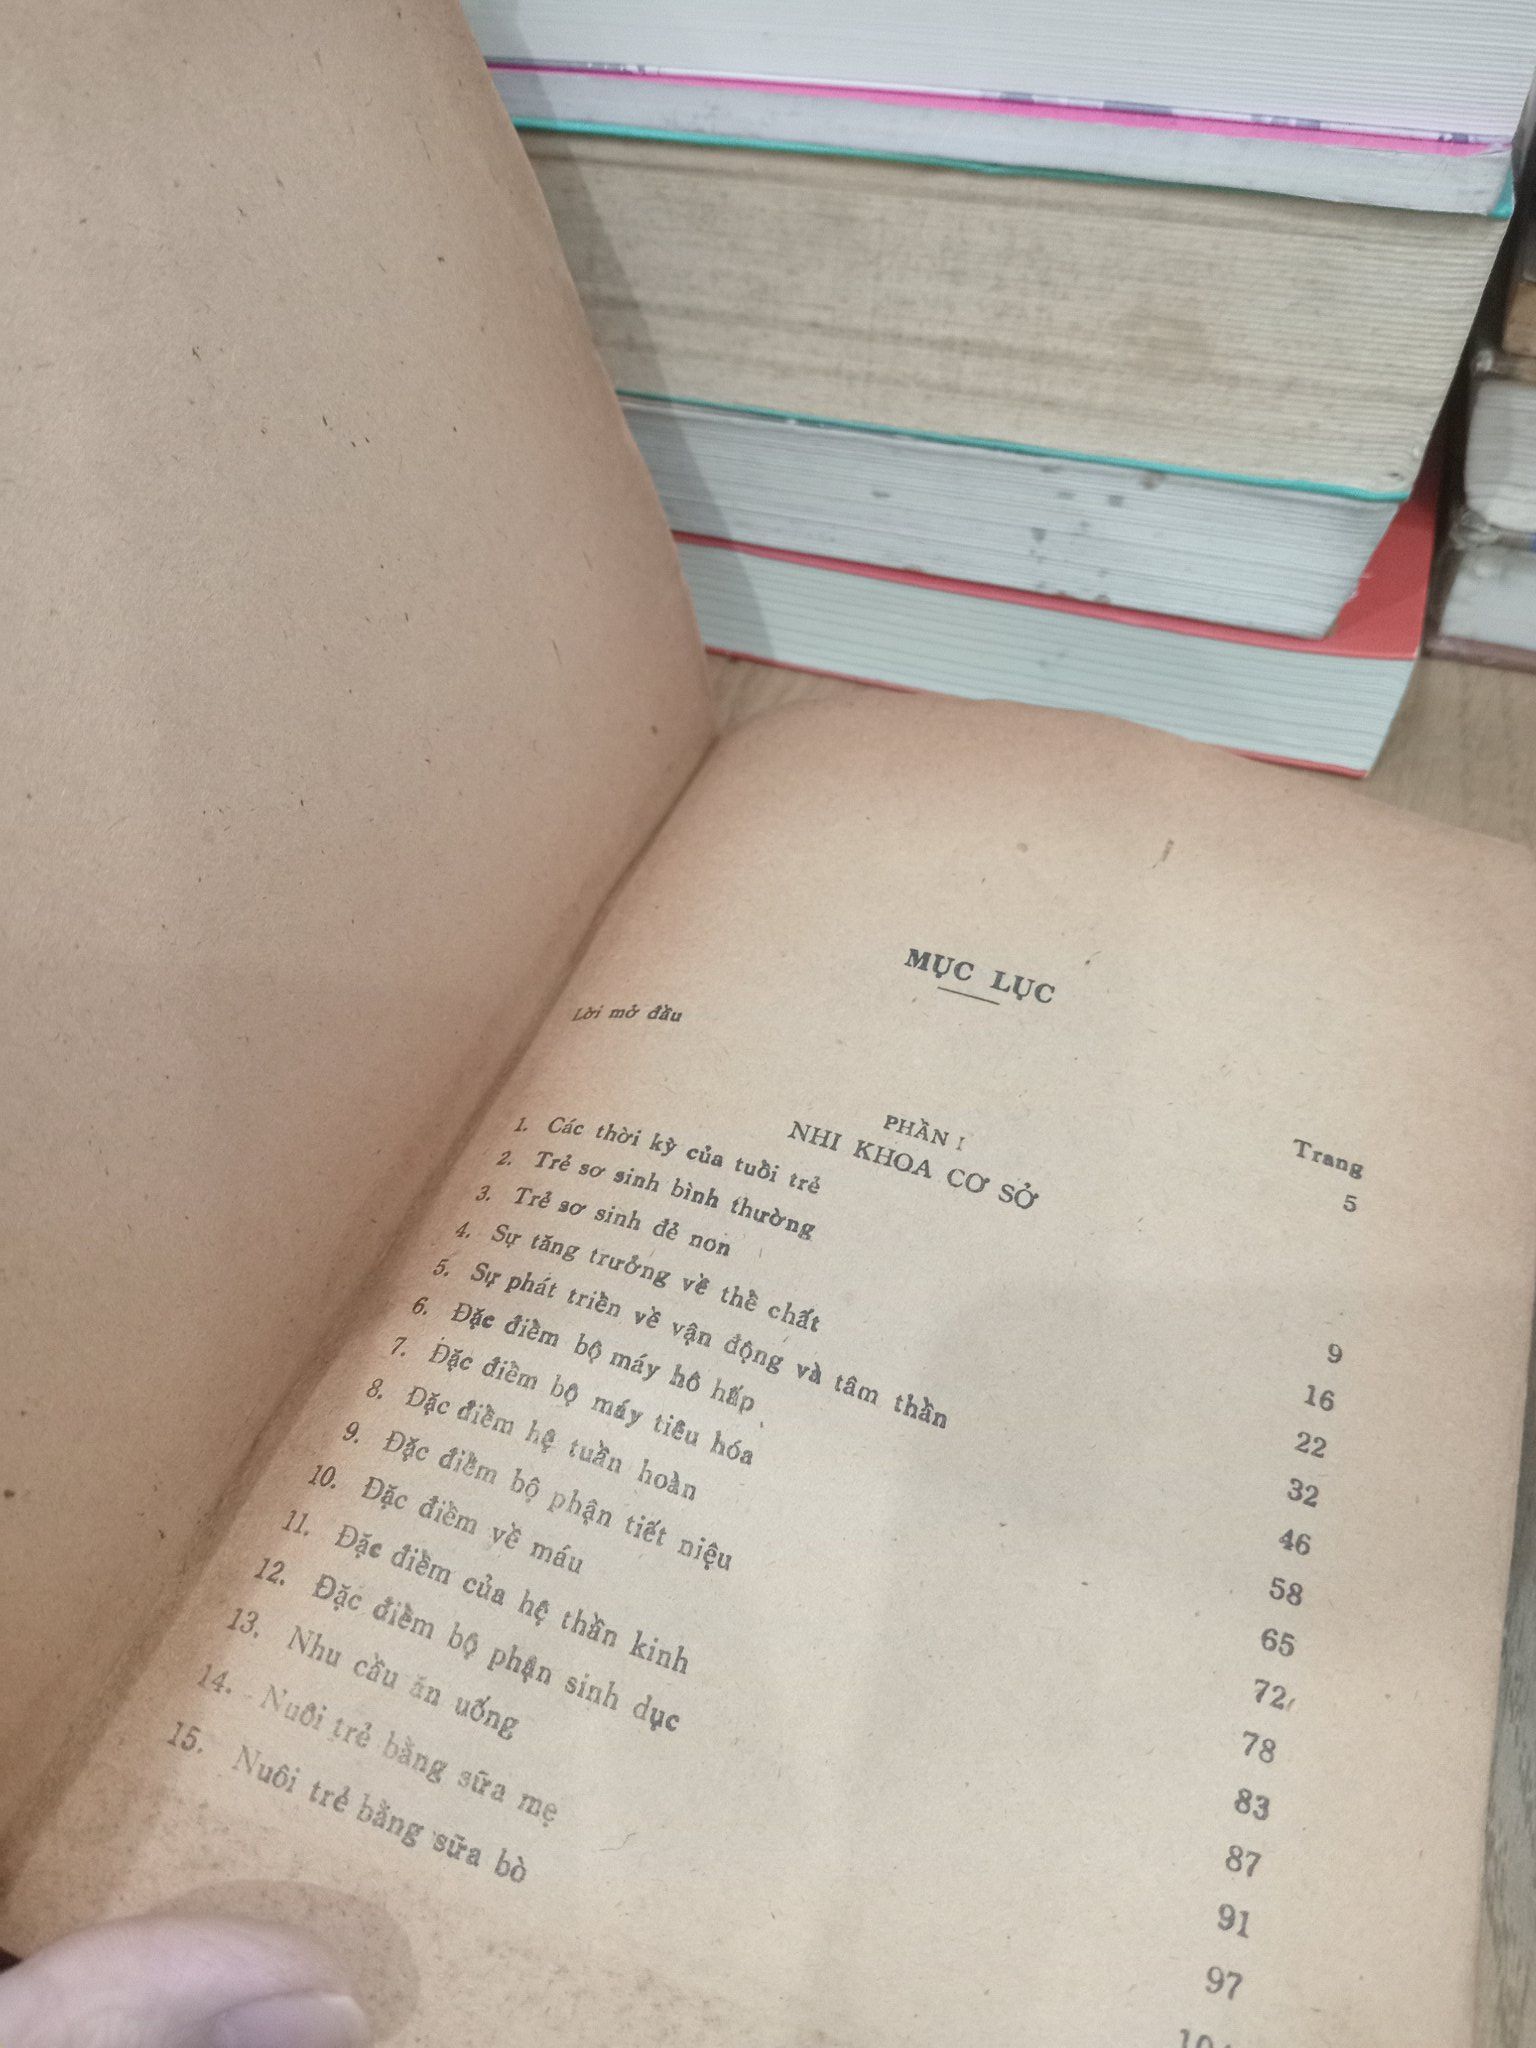 MỤC LỤC
Trang
Lời mở đầu 5
PHẦN I
NHI KHOA CƠ SỞ
1. Các thời kỳ của tuổi trẻ 9
2. Trẻ sơ sinh bình thường 16
3. Trẻ sơ sinh đẻ non 22
4. Sự tăng trưởng về thể chất 32
5. Sự phát triển về vận động và tâm thần 46
6. Đặc điểm bộ máy hô hấp 58
7. Đặc điểm bộ máy tiêu hóa 65
8. Đặc điểm hệ tuần hoàn 72
9. Đặc điểm bộ phận tiết niệu 78
10. Đặc điểm về máu 83
11. Đặc điểm của hệ thần kinh 87
12. Đặc điểm bộ phận sinh dục 91
13. Nhu cầu ăn uống 97
14. Nuôi trẻ bằng sữa mẹ
15. Nuôi trẻ bằng sữa bò